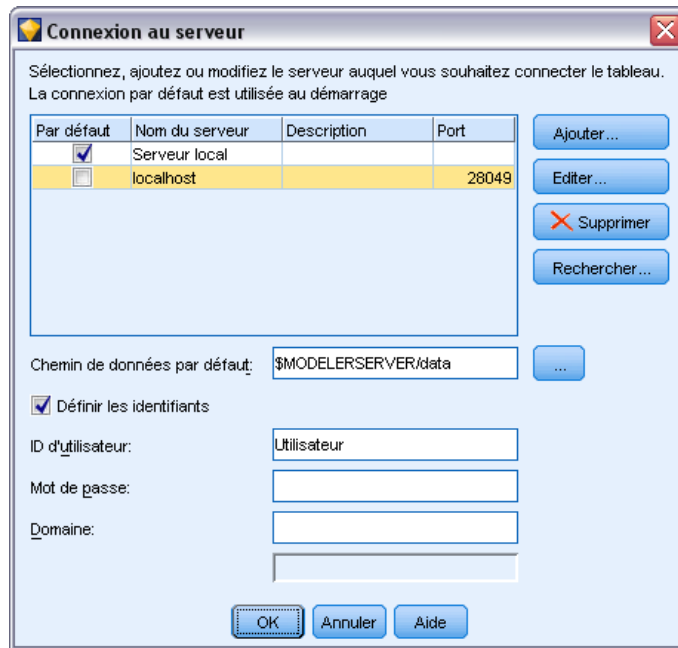 Connexion au serveur
Sélectionnez, ajoutez ou modifiez le serveur auquel vous souhaitez connecter le tableau.
La connexion par défaut est utilisée au démarrage
Par défaut Nom du serveur Description Port
Serveur local
localhost 28049
Ajouter...
Editer...
Supprimer
Rechercher...
Chemin de données par défaut: $MODELERSERVER/data ...
Définir les identifiants
ID d'utilisateur: Utilisateur
Mot de passe:
Domaine:
OK Annuler Aide